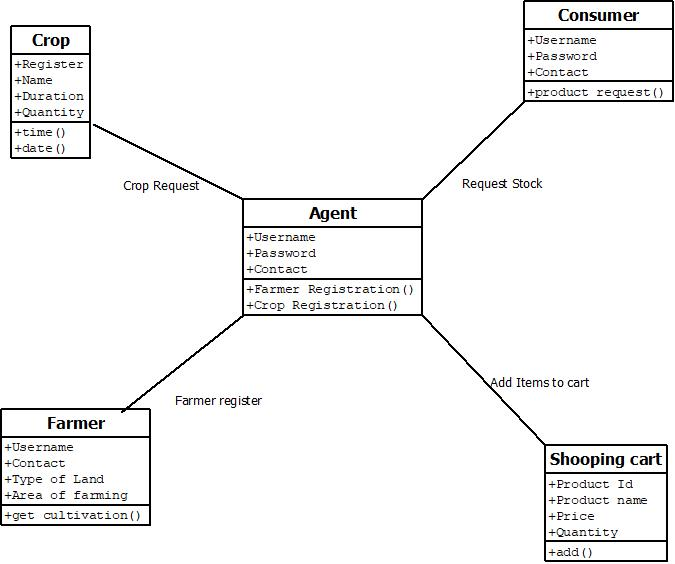 Crop
+Register
+Name
+Duration
+Quantity
+time()
+date()
Consumer
+Username
+Password
+Contact
+product request()
Crop Request
Request Stock
Agent
+Username
+Password
+Contact
+Farmer Registration()
+Crop Registration()
Farmer register
Add Items to cart
Farmer
+Username
+Contact
+Type of Land
+Area of farming
+get cultivation()
Shooping cart
+Product Id
+Product name
+Price
+Quantity
+add()